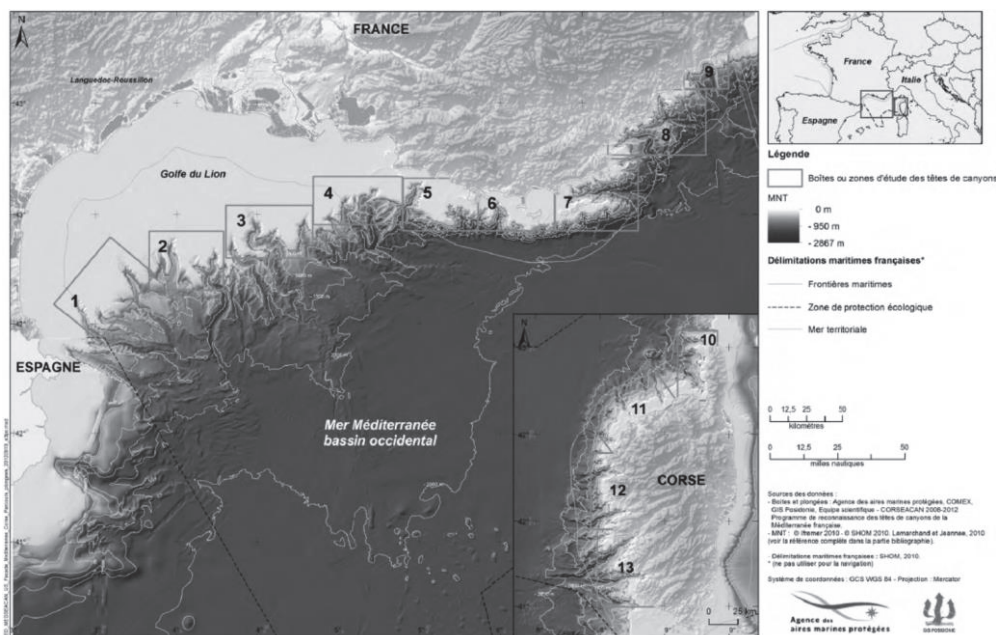 N
FRANCE
Languedoc-Roussillon
Golfe du Lion
1
2
3
4
5
6
7
8
9
ESPAGNE
Mer Méditerranée
bassin occidental
N
10
11
12
13
CORSE
0 25 km
France
Italie
Espagne
Légende
Boîtes ou zones d'étude des têtes de canyons
MNT
0 m
- 950 m
- 2867 m
Délimitations maritimes françaises*
Frontières maritimes
Zone de protection écologique
Mer territoriale
0 12,5 25 50
kilomètres
0 12,5 25 50
milles nautiques
Sources des données :
- Boîtes et plongées : Agence des aires marines protégées, COMEX,
GIS Posidonie, Equipe scientifique - CORSEACAN 2008-2012
Programme de reconnaissance des têtes de canyons de la
Méditerranée française.
- MNT : © Ifremer 2010 - © SHOM 2010. Lamarchand et Jeannee, 2010
(voir la référence complète dans la partie bibliographie).
- Délimitations maritimes françaises : SHOM, 2010.
* (ne pas utiliser pour la navigation)
Système de coordonnées : GCS WGS 84 - Projection : Mercator
Agence des
aires marines protégées
GIS POSIDONIE